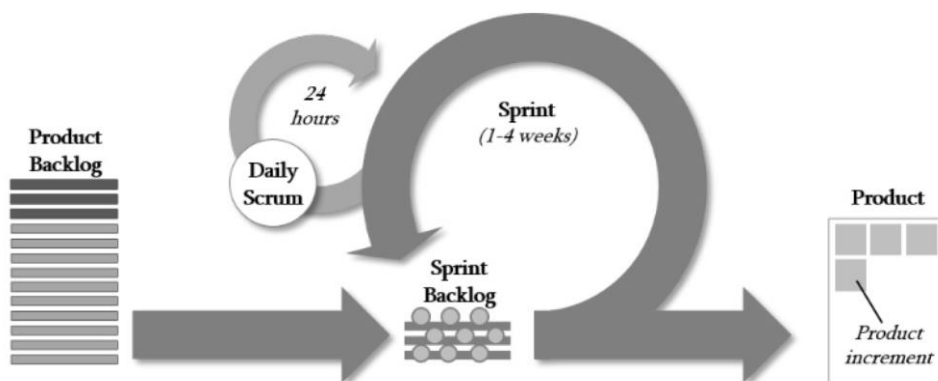 Product
Backlog
24
hours
Daily
Scrum
Sprint
(1-4 weeks)
Sprint
Backlog
Product
Product
increment